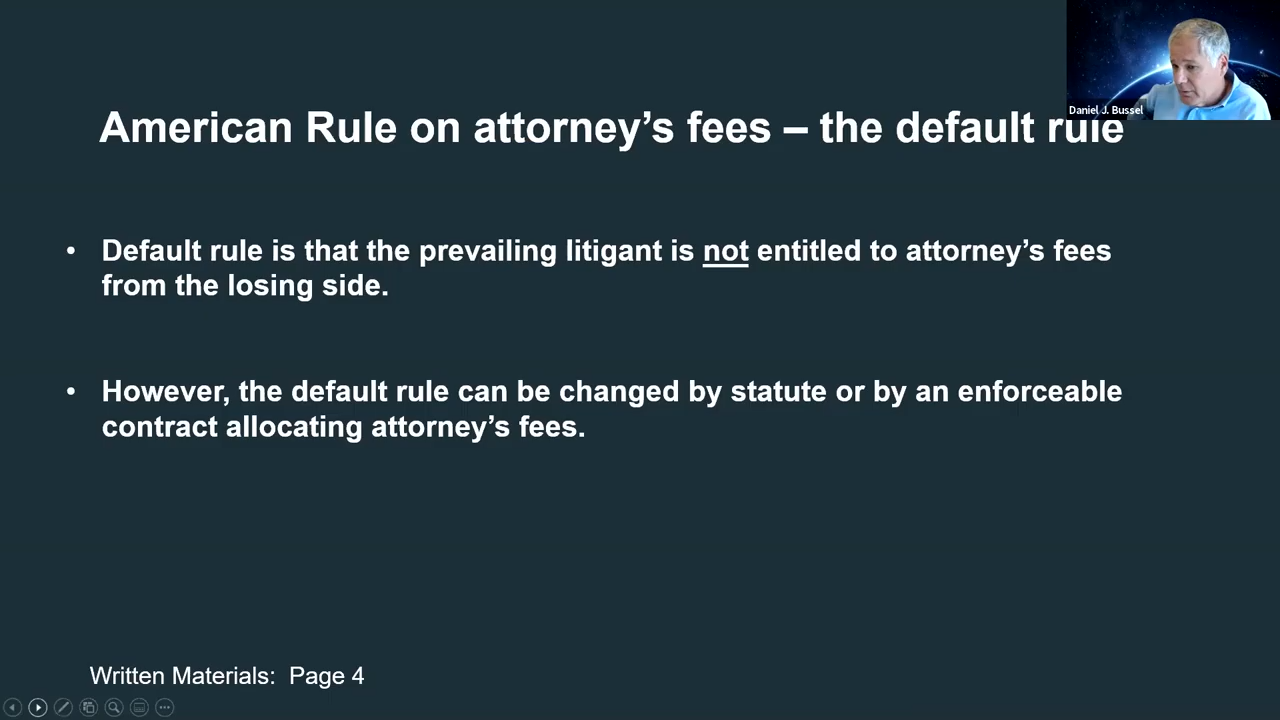 Daniel J. Bussel
American Rule on attorney’s fees – the default rule
• Default rule is that the prevailing litigant is not entitled to attorney’s fees
from the losing side.
• However, the default rule can be changed by statute or by an enforceable
contract allocating attorney’s fees.
Written Materials: Page 4